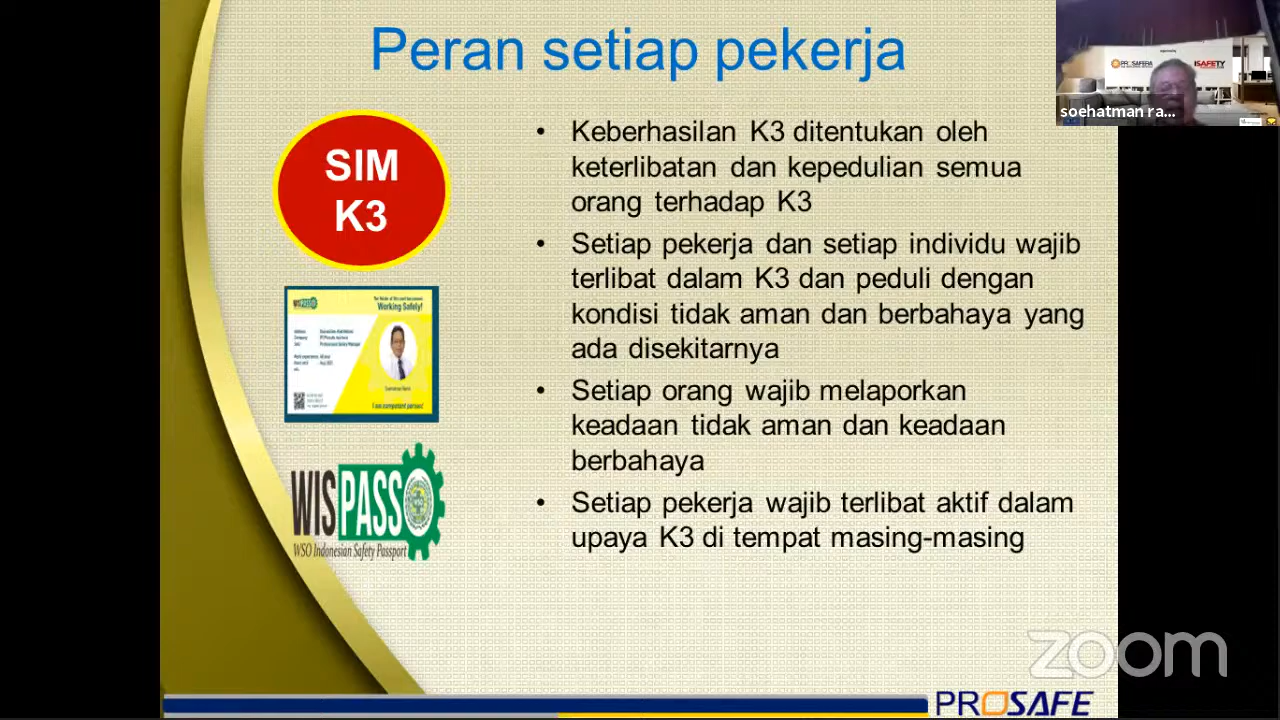 Peran setiap pekerja
SIM
K3
• Keberhasilan K3 ditentukan oleh
keterlibatan dan kepedulian semua
orang terhadap K3
• Setiap pekerja dan setiap individu wajib
terlibat dalam K3 dan peduli dengan
kondisi tidak aman dan berbahaya yang
ada disekitarnya
• Setiap orang wajib melaporkan
keadaan tidak aman dan keadaan
berbahaya
• Setiap pekerja wajib terlibat aktif dalam
upaya K3 di tempat masing-masing
Working Safely!
I am competent person!
WISPASS
WSO Indonesian Safety Passport
soehatman ra...
zoom
PROSAFE